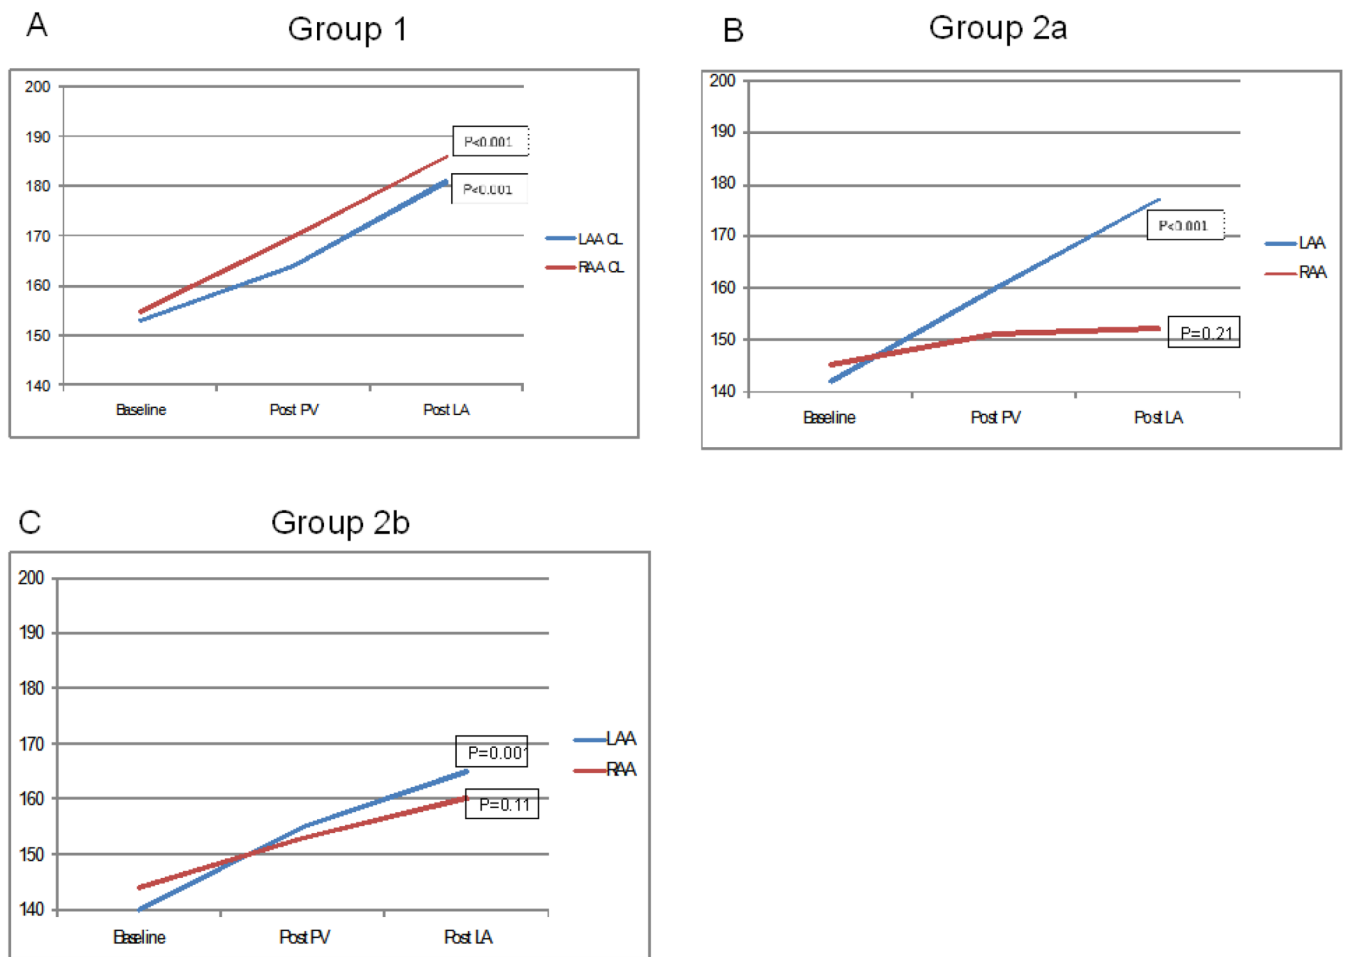 A
Group 1
200
190
180
170
160
150
140
P<0.001
P<0.001
LAA CL
RAA CL
Baseline
Post PV
Post LA
B
Group 2a
200
190
180
170
160
150
140
P<0.001
P=0.21
LAA
RAA
Baseline
Post PV
Post LA
C
Group 2b
200
190
180
170
160
150
140
P=0.001
P=0.11
LAA
RAA
Baseline
Post PV
Post LA